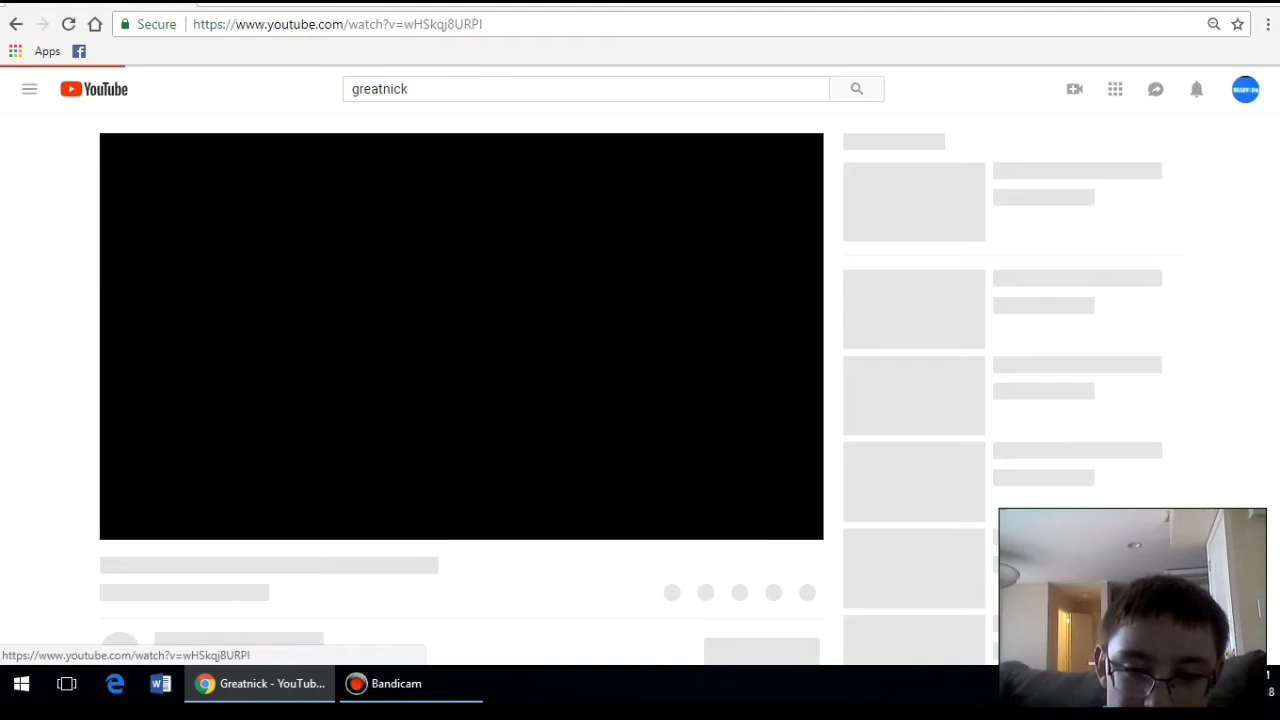 Secure https://www.youtube.com/watch?v=wHSkqj8URPI
Apps
YouTube
greatnick
https://www.youtube.com/watch?v=wHSkqj8URPI
Greatnick - YouTub...
Bandicam